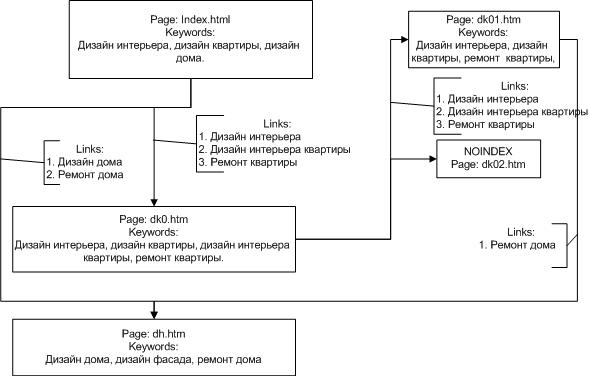 Page: Index.html
Keywords:
Дизайн интерьера, дизайн квартиры, дизайн
дома.
Page: dk01.htm
Keywords:
Дизайн интерьера, дизайн
квартиры, ремонт квартиры,
Links:
1. Дизайн интерьера
2. Дизайн интерьера квартиры
3. Ремонт квартиры
Links:
1. Дизайн интерьера
2. Дизайн интерьера квартиры
3. Ремонт квартиры
Links:
1. Дизайн дома
2. Ремонт дома
NOINDEX
Page: dk02.htm
Page: dk0.htm
Keywords:
Дизайн интерьера, дизайн квартиры, дизайн интерьера
квартиры, ремонт квартиры.
Links:
1. Ремонт дома
Page: dh.htm
Keywords:
Дизайн дома, дизайн фасада, ремонт дома